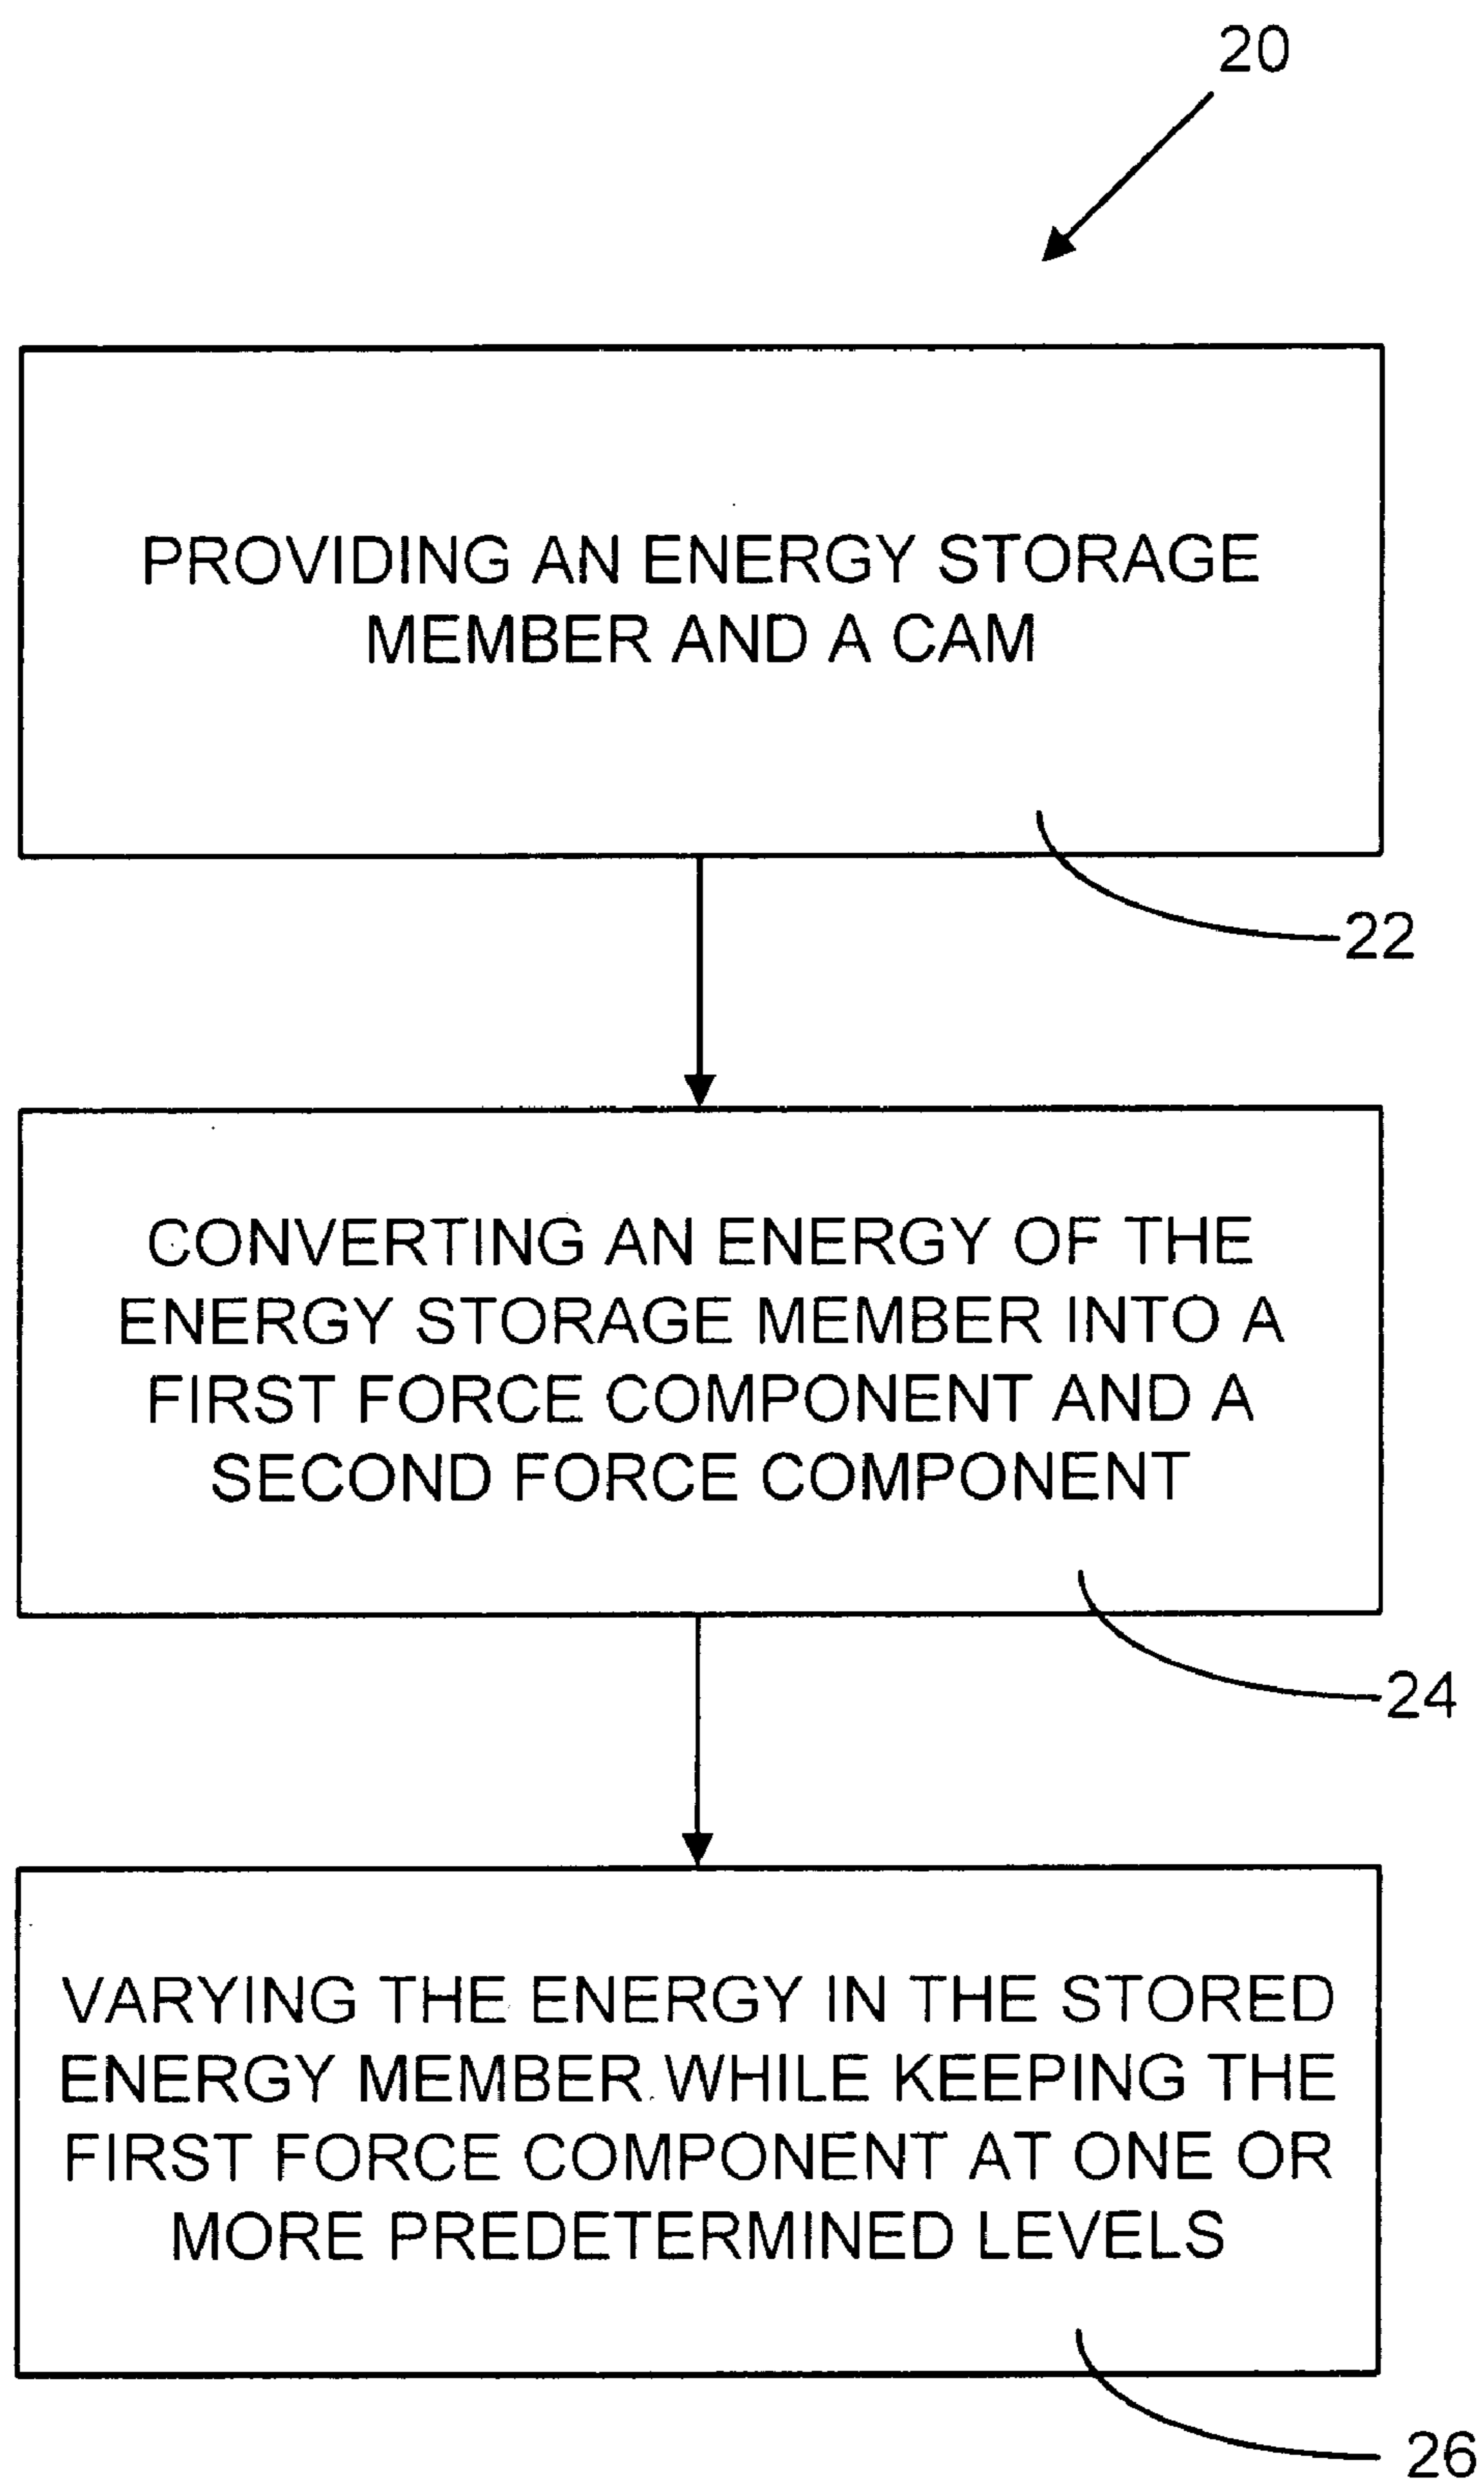 20
PROVIDING AN ENERGY STORAGE
MEMBER AND A CAM
22
CONVERTING AN ENERGY OF THE
ENERGY STORAGE MEMBER INTO A
FIRST FORCE COMPONENT AND A
SECOND FORCE COMPONENT
24
VARYING THE ENERGY IN THE STORED
ENERGY MEMBER WHILE KEEPING THE
FIRST FORCE COMPONENT AT ONE OR
MORE PREDETERMINED LEVELS
26